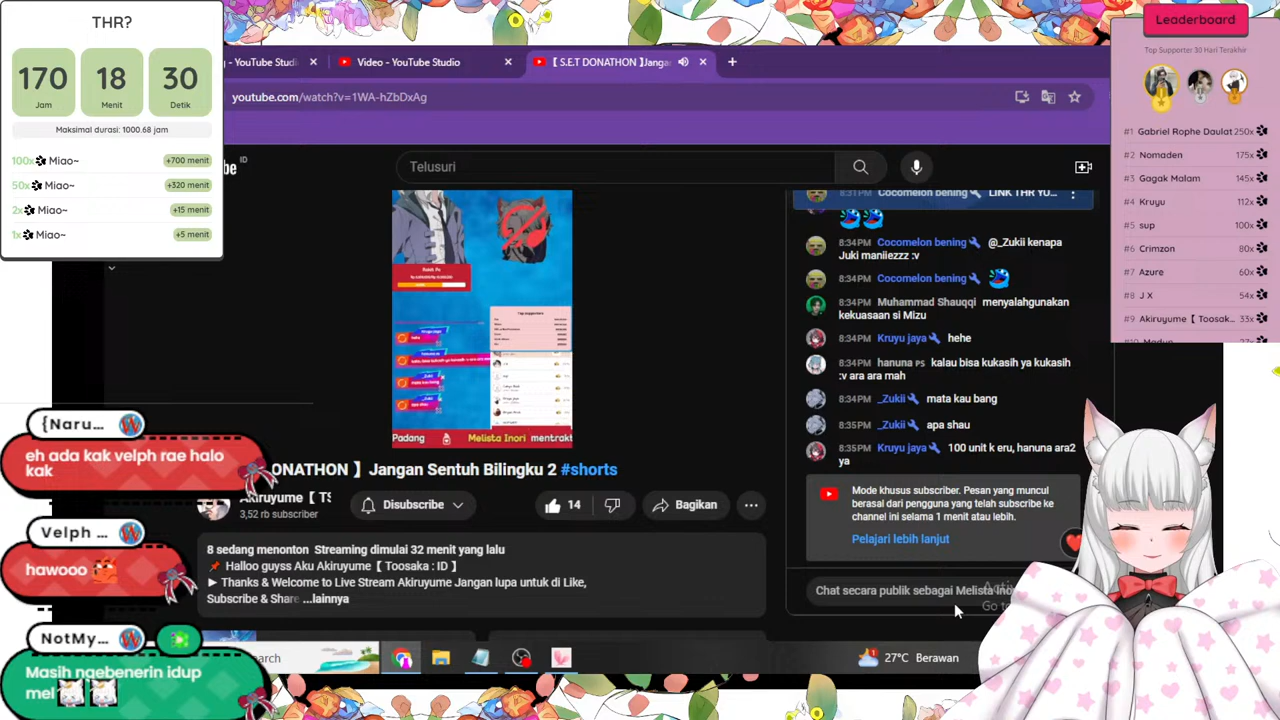 THR?
170
18
30
Jam
Menit
Detik
Maksimal durasi: 1000.68 jam
100x Miao~ +700 menit
50x Miao~ +320 menit
2x Miao~ +15 menit
1x Miao~ +5 menit
- YouTube Studi
Video - YouTube Studio
[ S.E.T DONATHON 】Jangan
youtube.com/watch?v=1WA-hZbDxAg
ID
Telusuri
Leaderboard
Top Supporter 30 Hari Terakhir
#1 Gabriel Rophe Daulat 250x
#2 Nomaden 175x
#3 Gagak Malam 145x
#4 Kruyu 112x
#5 sup 100x
#6 Crimzon 80x
#7 Azure 60x
#8 J X 54x
#9 Akiruyume【 Toosak... 33x
8:31PM Cocomelon bening LINK THR YU...
8:34PM Cocomelon bening @_Zukii kenapa
Juki maniiezzz :v
8:34PM Cocomelon bening
8:34PM Muhammad Shauqqi menyalahgunakan
kekuasaan si Mizu
8:34PM Kruyu jaya hehe
8:34PM hanuna ᴘs kalau bisa kukasih ya kukasih
:v ara ara mah
8:34PM _Zukii mata kau bang
8:35PM _Zukii apa shau
8:35PM Kruyu jaya 100 unit k eru, hanuna ara2
ya
Mode khusus subscriber. Pesan yang muncul
berasal dari pengguna yang telah subscribe ke
channel ini selama 1 menit atau lebih.
Pelajari lebih lanjut
Chat secara publik sebagai Melista Ino
Go to
Padang Melista Inori mentrakt
DONATHON 】Jangan Sentuh Bilingku 2 #shorts
Akiruyume【 TS
3,52 rb subscriber
Disubscribe
14
Bagikan
8 sedang menonton Streaming dimulai 32 menit yang lalu
📌 Halloo guyss Aku Akiruyume【 Toosaka : ID 】
► Thanks & Welcome to Live Stream Akiruyume Jangan lupa untuk di Like,
Subscribe & Share ...lainnya
{Naru...
eh ada kak velph rae halo
kak
Velph ...
hawooo
NotMy...
Masih ngebenerin idup
mel
earch
27°C Berawan